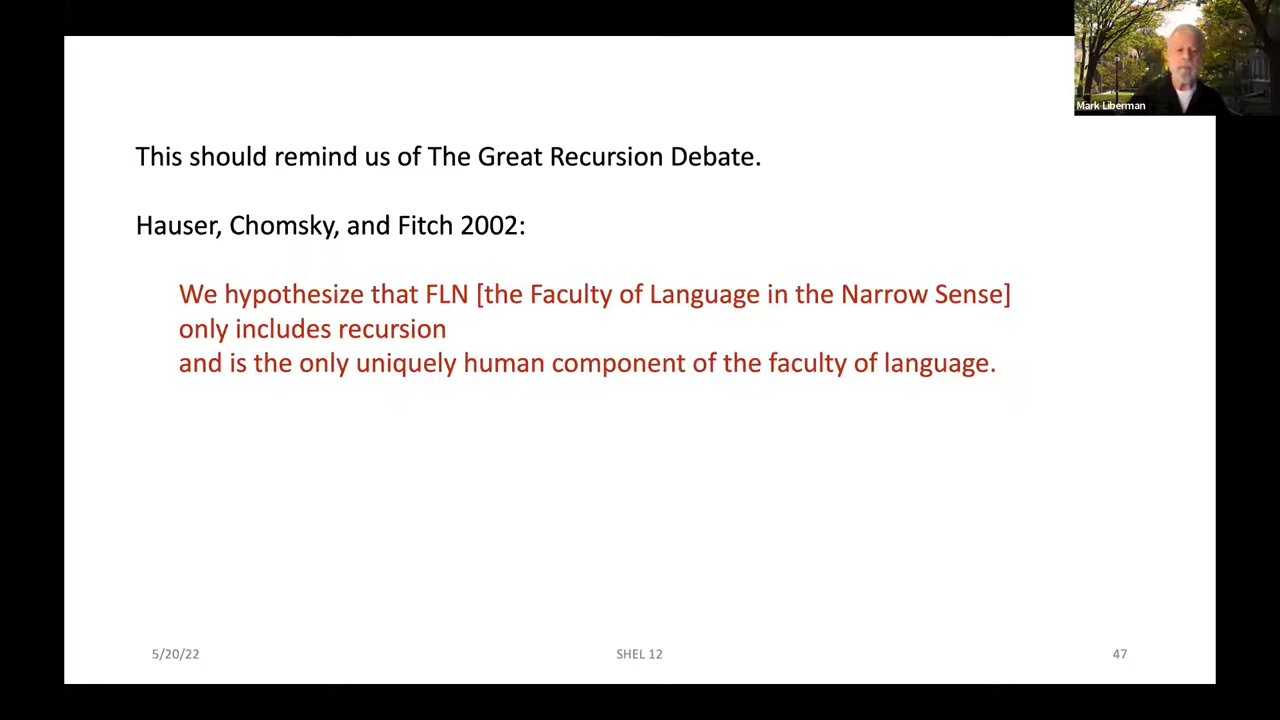 Mark Liberman
This should remind us of The Great Recursion Debate.
Hauser, Chomsky, and Fitch 2002:
We hypothesize that FLN [the Faculty of Language in the Narrow Sense]
only includes recursion
and is the only uniquely human component of the faculty of language.
5/20/22
SHEL 12
47